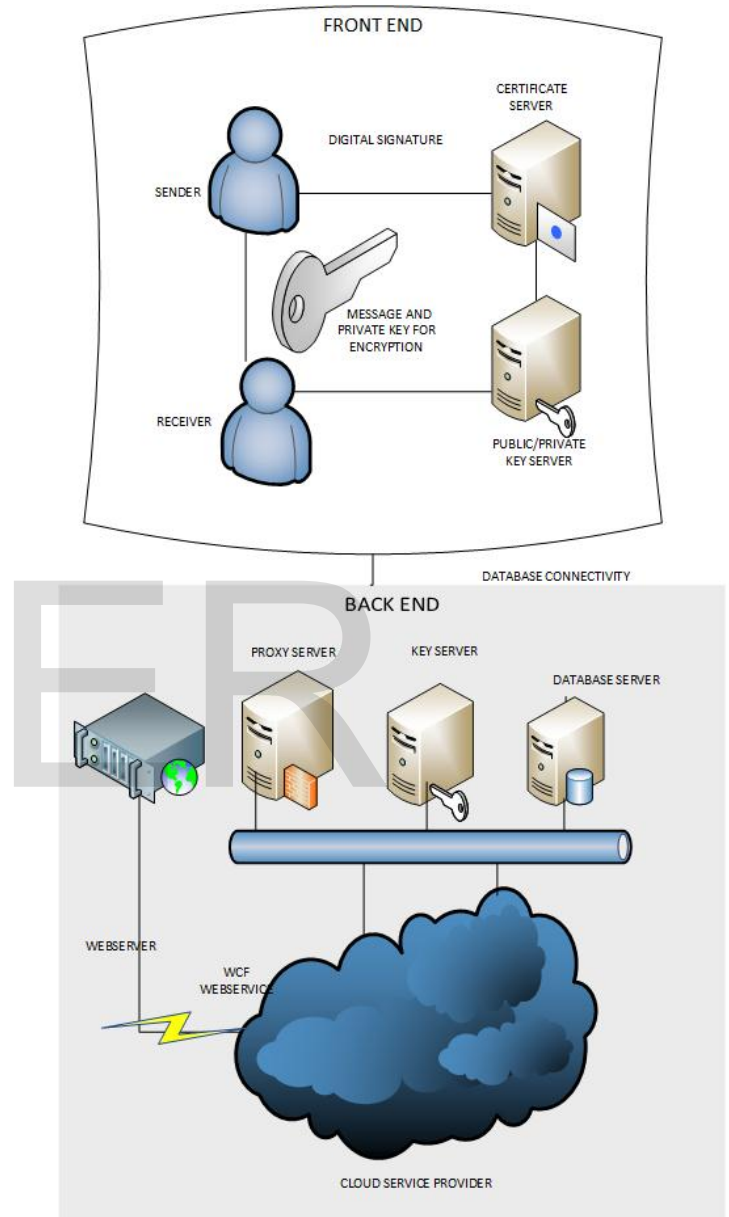 FRONT END
CERTIFICATE
SERVER
DIGITAL SIGNATURE
SENDER
MESSAGE AND
PRIVATE KEY FOR
ENCRYPTION
RECEIVER
PUBLIC/PRIVATE
KEY SERVER
DATABASE CONNECTIVITY
ER
BACK END
PROXY SERVER
KEY SERVER
DATABASE SERVER
WEBSERVER
WCF
WEBSERVICE
CLOUD SERVICE PROVIDER